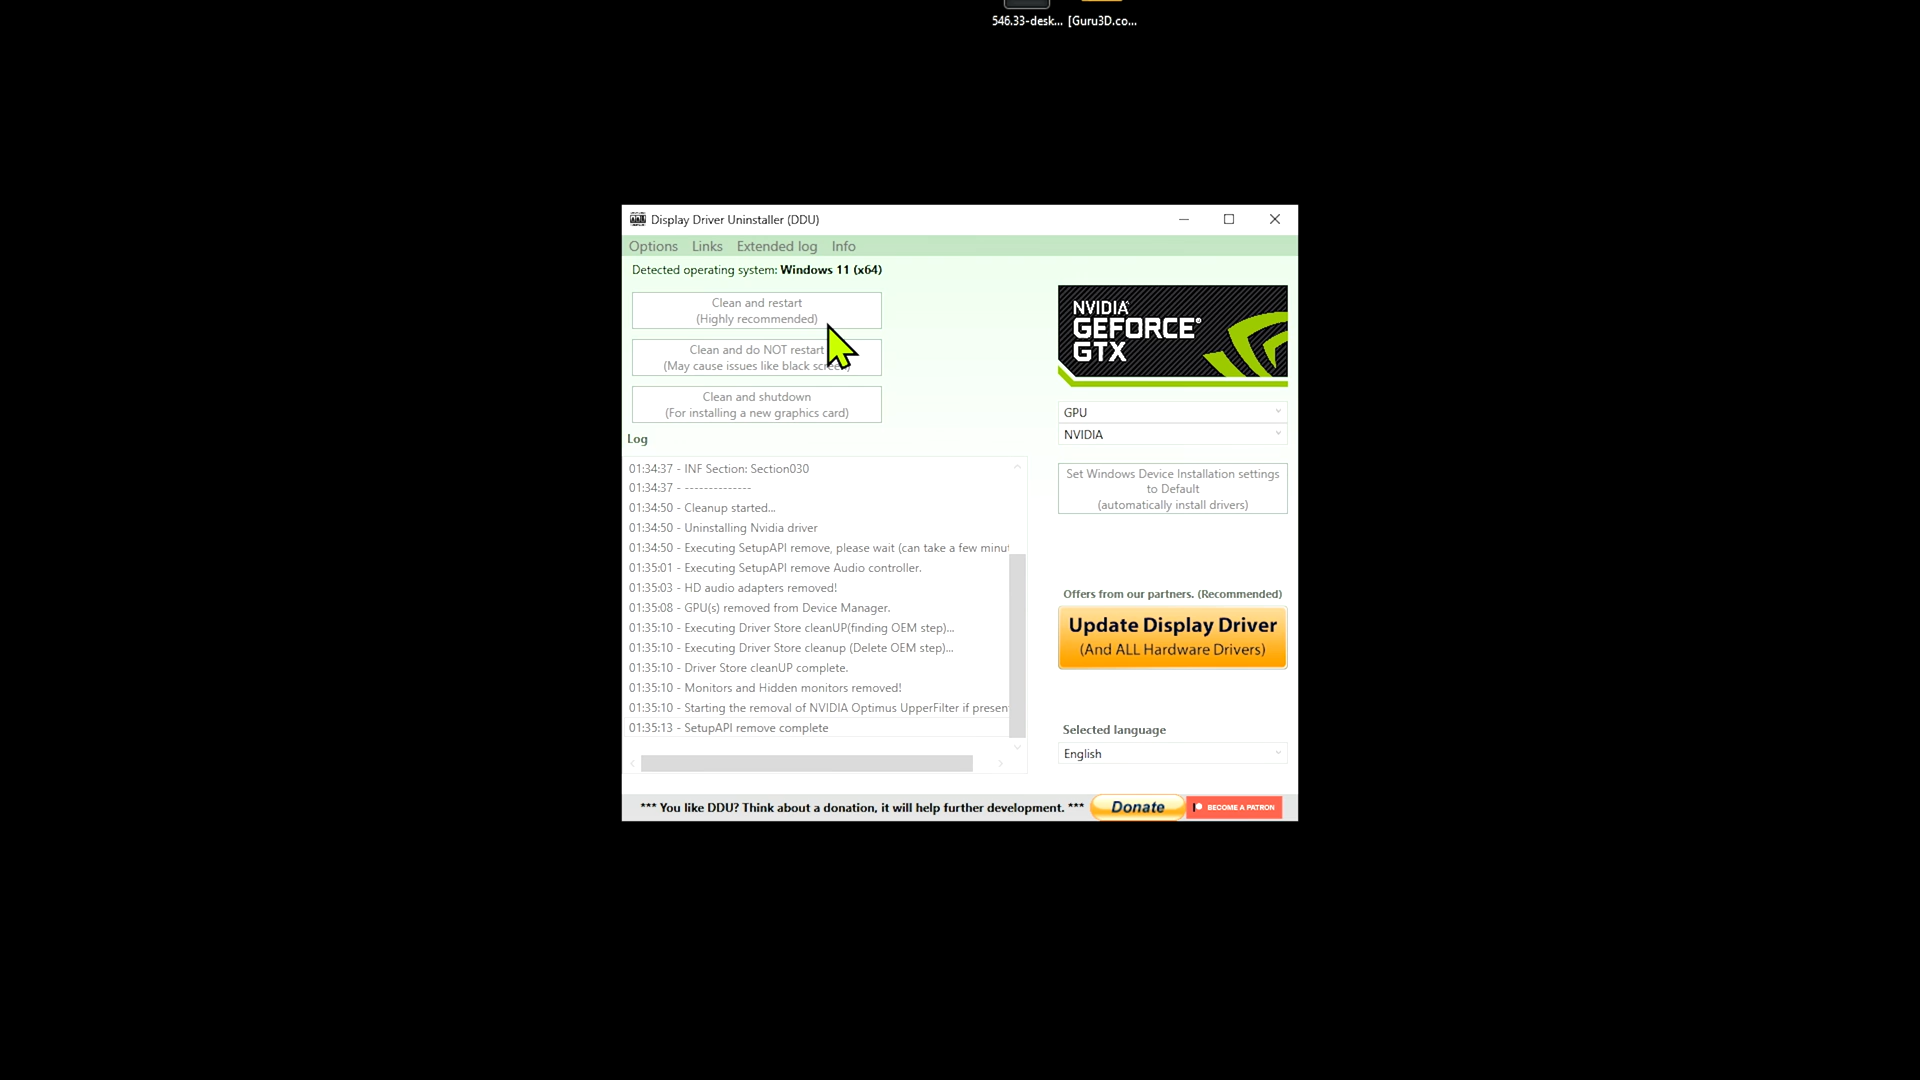 546.33-desk... [Guru3D.co...
Display Driver Uninstaller (DDU)
Options Links Extended log Info
Detected operating system: Windows 11 (x64)
Clean and restart
(Highly recommended)
Clean and do NOT restart
(May cause issues like black
Clean and shutdown
(For installing a new graphics card)
NVIDIA
GEFORCE®
GTX
GPU
NVIDIA
Set Windows Device Installation settings
to Default
(automatically install drivers)
Log
01:34:37 - INF Section: Section030
01:34:37 - --------------
01:34:50 - Cleanup started...
01:34:50 - Uninstalling Nvidia driver
01:34:50 - Executing SetupAPI remove, please wait (can take a few minut
01:35:01 - Executing SetupAPI remove Audio controller.
01:35:03 - HD audio adapters removed!
01:35:08 - GPU(s) removed from Device Manager.
01:35:10 - Executing Driver Store cleanUP(finding OEM step)...
01:35:10 - Executing Driver Store cleanup (Delete OEM step)...
01:35:10 - Driver Store cleanUP complete.
01:35:10 - Monitors and Hidden monitors removed!
01:35:10 - Starting the removal of NVIDIA Optimus UpperFilter if presen
01:35:13 - SetupAPI remove complete
Offers from our partners. (Recommended)
Update Display Driver
(And ALL Hardware Drivers)
Selected language
English
*** You like DDU? Think about a donation, it will help further development. *** Donate BECOME A PATRON